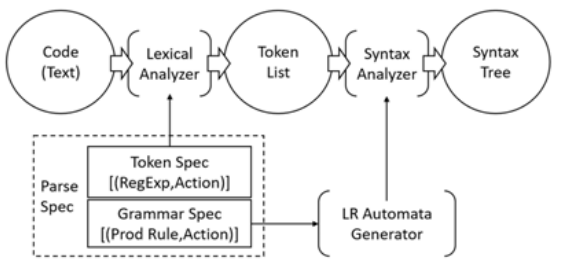 Code
(Text)
Lexical
Analyzer
Token
List
Syntax
Analyzer
Syntax
Tree
Parse
Spec
Token Spec
[(RegExp,Action)]
Grammar Spec
[(Prod Rule,Action)]
LR Automata
Generator